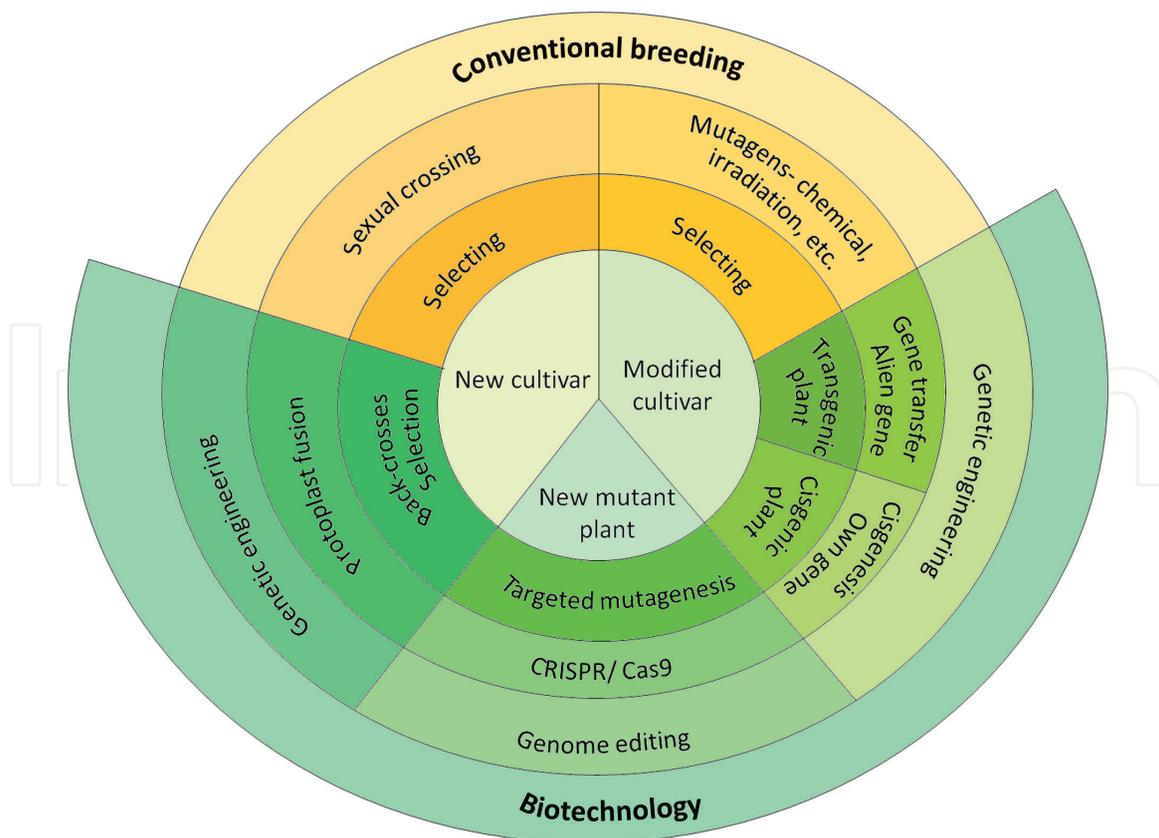 Conventional breeding
Sexual crossing
Selecting
Mutagens- chemical,
irradiation, etc.
Selecting
New cultivar
Modified
cultivar
New mutant
plant
Transgenic
plant
Gene transfer
Alien gene
Genetic engineering
Cisgenic
plant
Cisgenesis
Own gene
Back-crosses
Selection
protoplast fusion
Genetic engineering
Targeted mutagenesis
CRISPR/ Cas9
Genome editing
Biotechnology